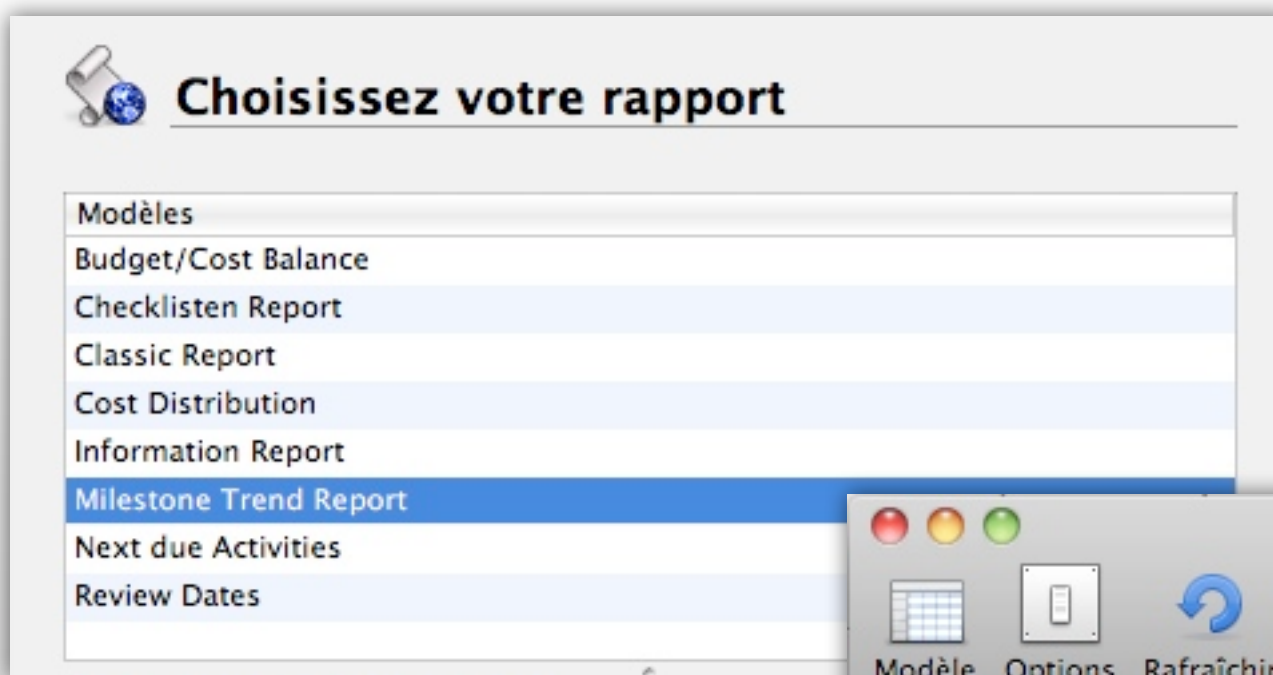 Choisissez votre rapport
Modèles
Budget/Cost Balance
Checklisten Report
Classic Report
Cost Distribution
Information Report
Milestone Trend Report
Next due Activities
Review Dates
Modèle Options Rafraîchir